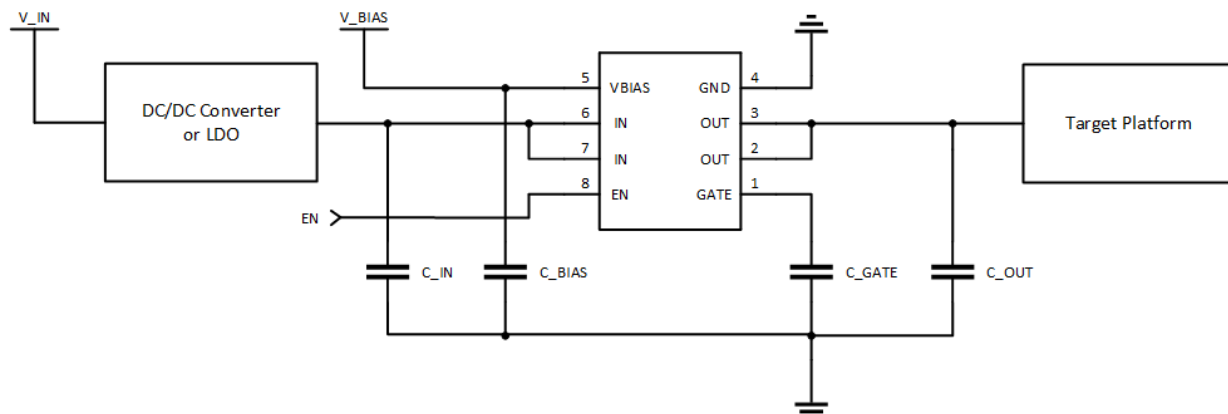 V_IN
V_BIAS
DC/DC Converter
or LDO
5
VBIAS
GND
4
6
IN
OUT
3
7
IN
OUT
2
8
EN
GATE
1
Target Platform
EN
C_IN
C_BIAS
C_GATE
C_OUT